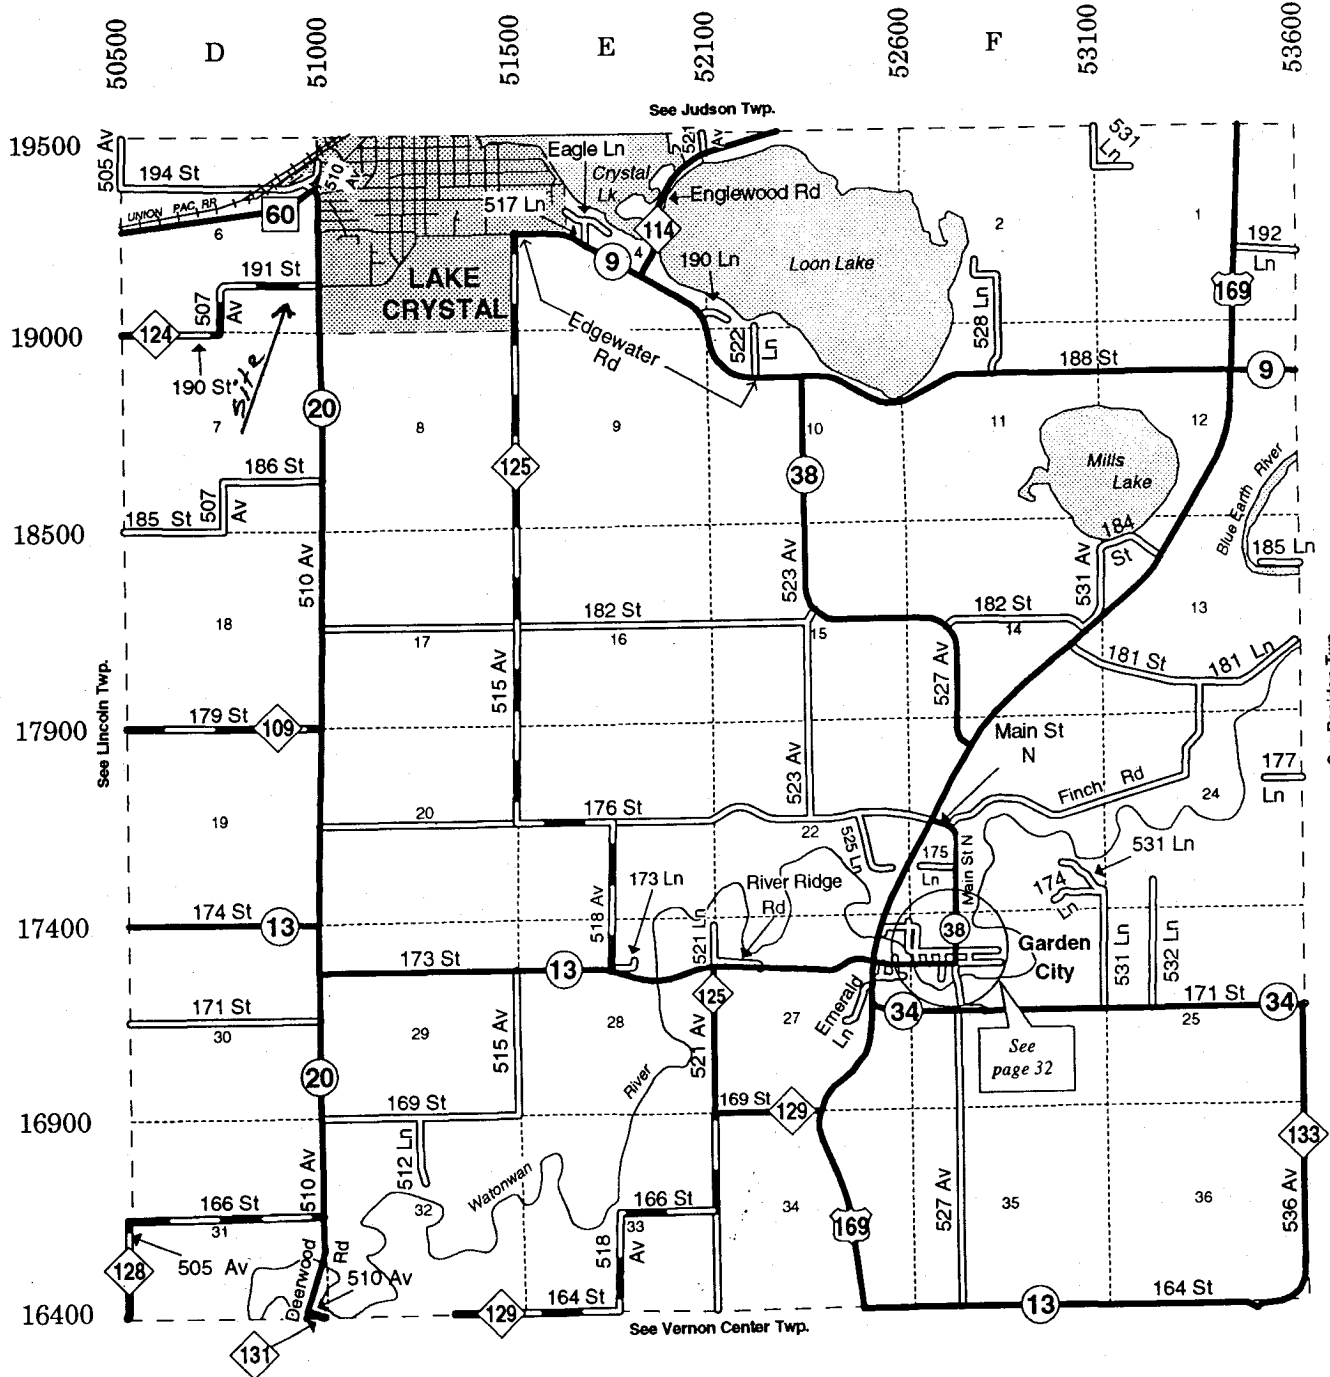 50500
D
51000
51500
E
52100
52600
F
53100
53600
See Judson Twp.
19500
505 Av
194 St
UNION PAC. RR
60
6
510 Av
Eagle Ln
Crystal Lk
521 Av
517 Ln
Englewood Rd
114
4
9
531 Ln
2
1
192 Ln
190 Ln
Loon Lake
169
191 St
507 Av
LAKE CRYSTAL
19000
124
190 St
Site
Edgewater Rd
522 Ln
528 Ln
188 St
9
20
7
8
9
10
11
12
125
38
Mills Lake
Blue Earth River
186 St
507 Av
185 St
18500
184 St
185 Ln
510 Av
523 Av
531 Av
18
17
182 St
16
15
182 St
14
13
See Lincoln Twp.
515 Av
527 Av
181 St
181 Ln
179 St
109
17900
Main St N
523 Av
Finch Rd
177 Ln
24
19
20
176 St
22
525 Ln
175 Ln
Main St N
531 Ln
174 Ln
518 Av
173 Ln
River Ridge Rd
521 Ln
174 St
13
17400
38
Garden City
531 Ln
532 Ln
173 St
13
125
Emerald Ln
34
171 St
34
25
171 St
30
29
515 Av
28
521 Av
27
See page 32
20
River
169 St
16900
169 St
129
133
512 Ln
510 Av
Watonwan
32
166 St
33
34
35
36
527 Av
536 Av
166 St
31
518 Av
169
128
505 Av
Deerwood Rd
510 Av
16400
129
164 St
13
164 St
See Vernon Center Twp.
131